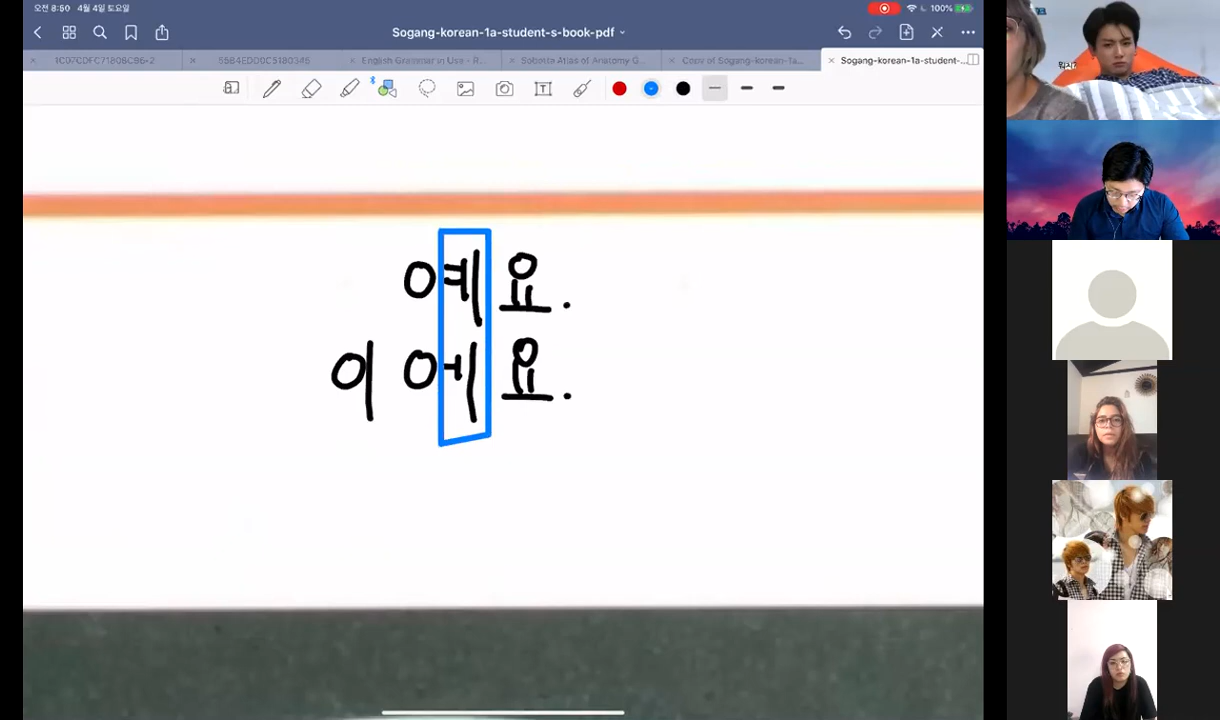 오전 8:50 4월 4일 토요일
100%
Sogang-korean-1a-student-s-book-pdf
English Grammar in Use - R...
Sobotta Atlas of Anatomy G...
Copy of Sogang-korean-1a...
Sogang-korean-1a-student-...
예요.
이에요.
뭐지?